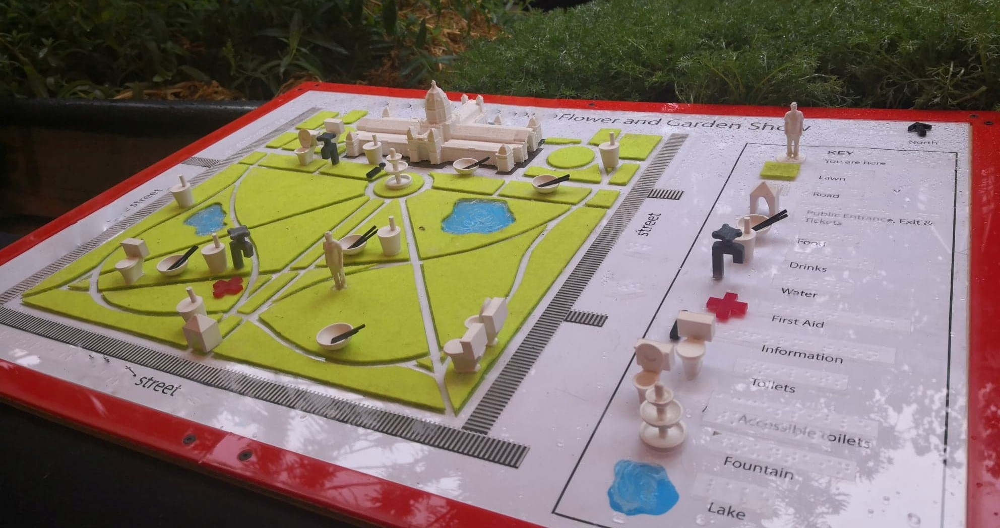 Flower and Garden Show
North
KEY
You are here
Lawn
Road
Public Entrance, Exit &
Tickets
Food
Drinks
Water
First Aid
Information
Toilets
Accessible toilets
Fountain
Lake
street
street
street